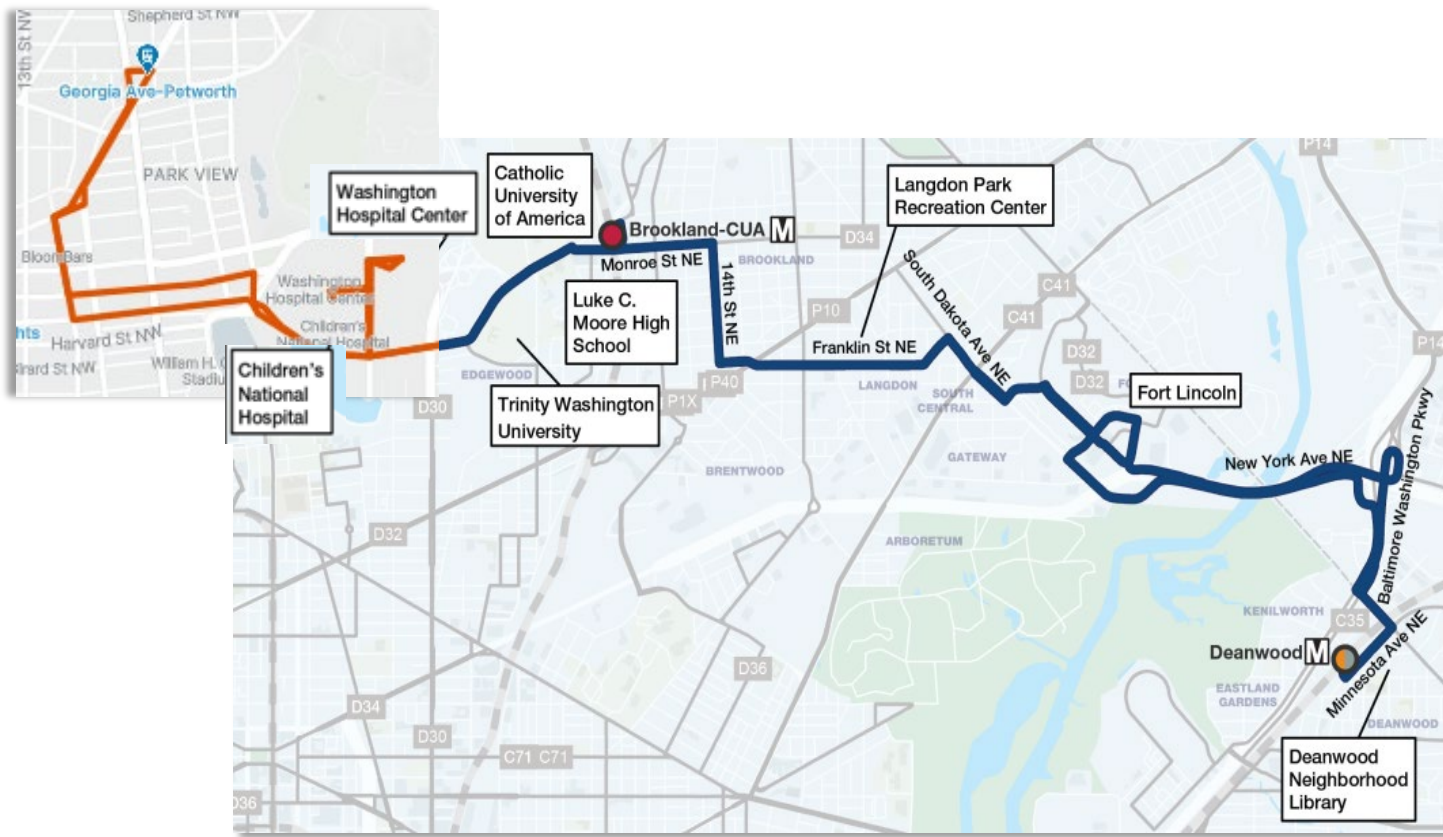 Shepherd St NW
13th St NW
Georgia Ave-Petworth
PARK VIEW
Bloom Bars
Washington
Hospital Center
Harvard St NW
Children's
National Hospital
hts
Girard St NW
William H. G
Stadiu
Washington
Hospital Center
Children's
National
Hospital
Catholic
University
of America
Brookland-CUA M
Monroe St NE
BROOKLAND
D34
14th St NE
Luke C.
Moore High
School
Langdon Park
Recreation Center
South Dakota Ave NE
C41
C41
P14
P14
P10
Franklin St NE
EDGEWOOD
D30
Trinity Washington
University
P1X
P40
LANGDON
SOUTH
CENTRAL
D32
D32
FO
Fort Lincoln
BRENTWOOD
GATEWAY
New York Ave NE
Baltimore Washington Pkwy
D32
ARBORETUM
KENILWORTH
C35
Deanwood M
Minnesota Ave NE
EASTLAND
GARDENS
DEANWOOD
D36
D34
D30
C71 C71
D36
Deanwood
Neighborhood
Library